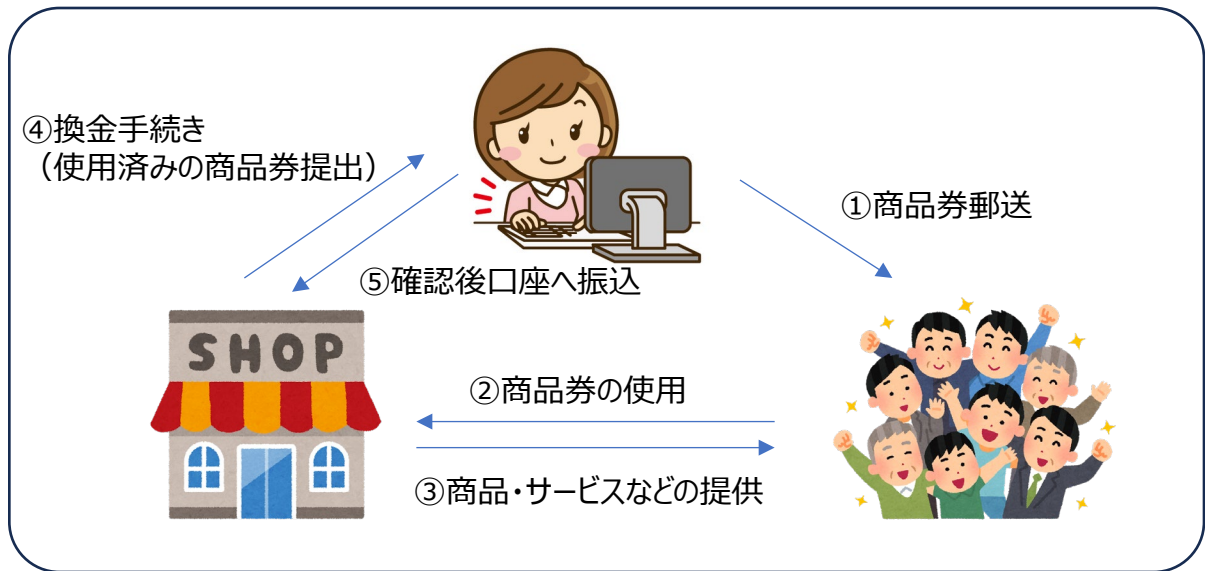 ④換金手続き
（使用済みの商品券提出）
①商品券郵送
⑤確認後口座へ振込
SHOP
②商品券の使用
③商品・サービスなどの提供